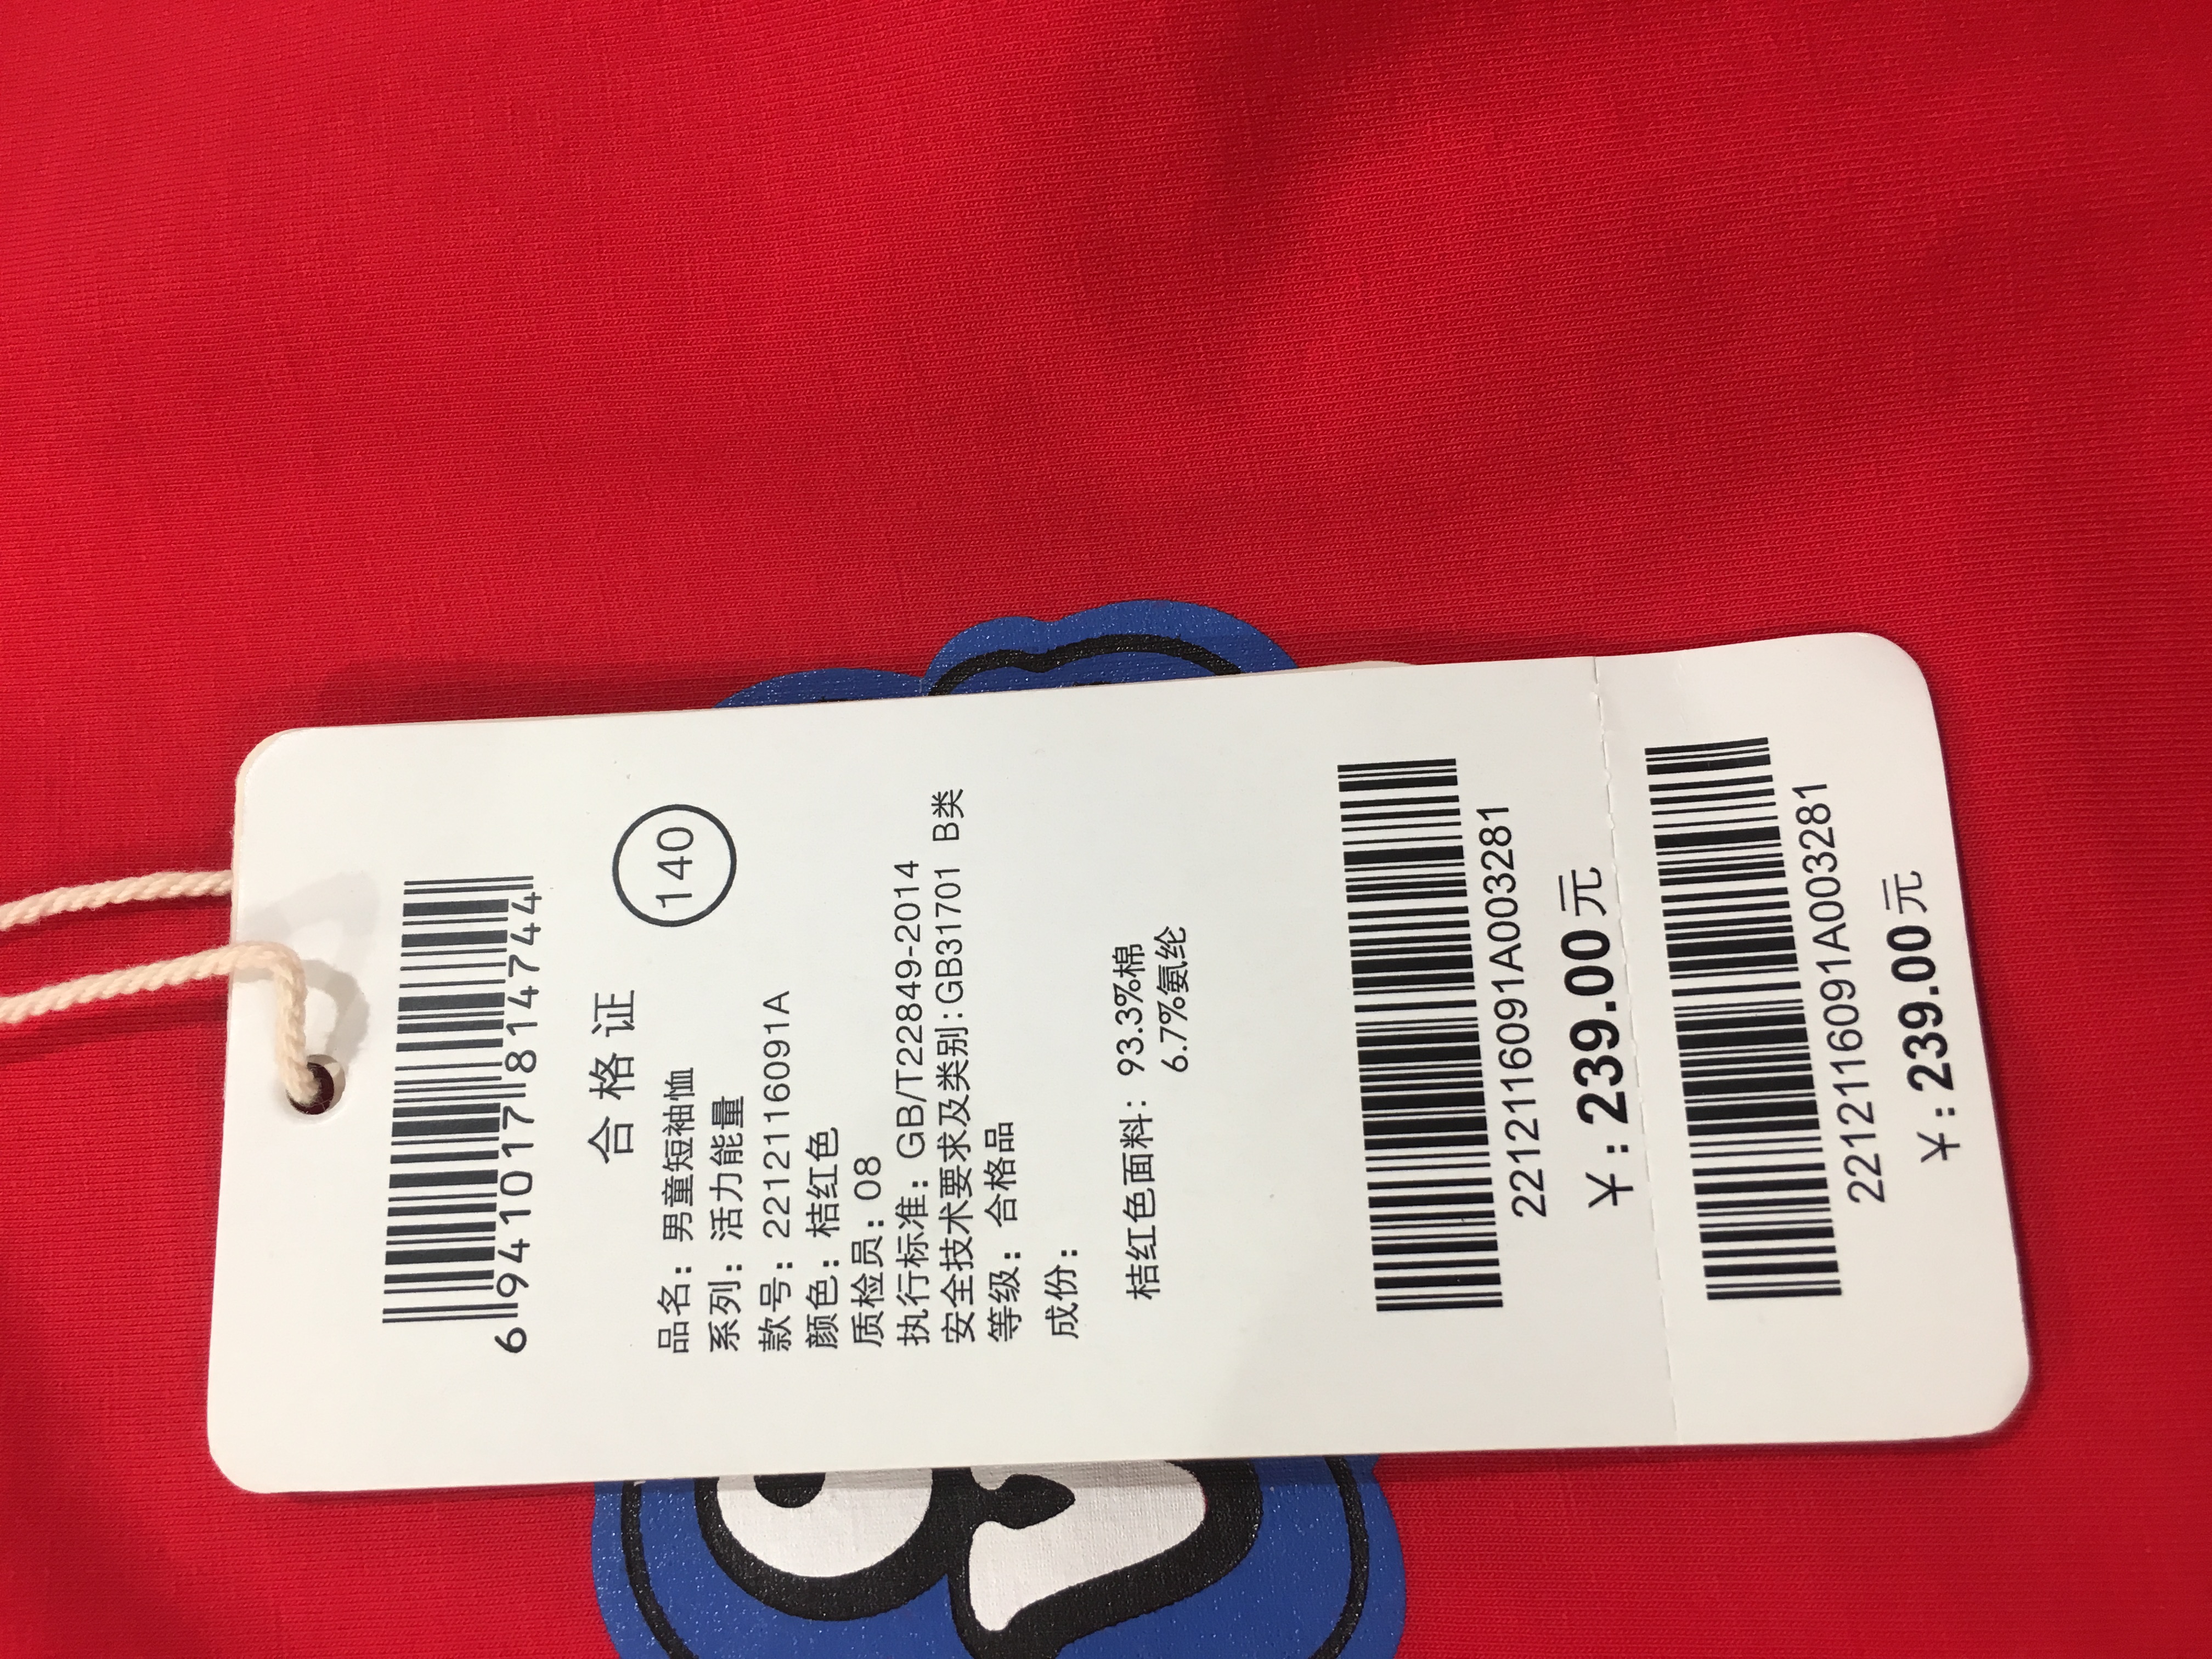 6941017814744
合格证
140
品名：男童短袖恤
系列：活力能量
款号：221211 6091A
颜色：桔红色
质检员：08
执行标准：GB/T22849-2014
安全技术要求及类别：GB31701 B类
等级：合格品
成份：
桔红色面料：93.3%棉
6.7%氨纶
2212116091A003281
￥：239.00元
2212116091A003281
￥：239.00元